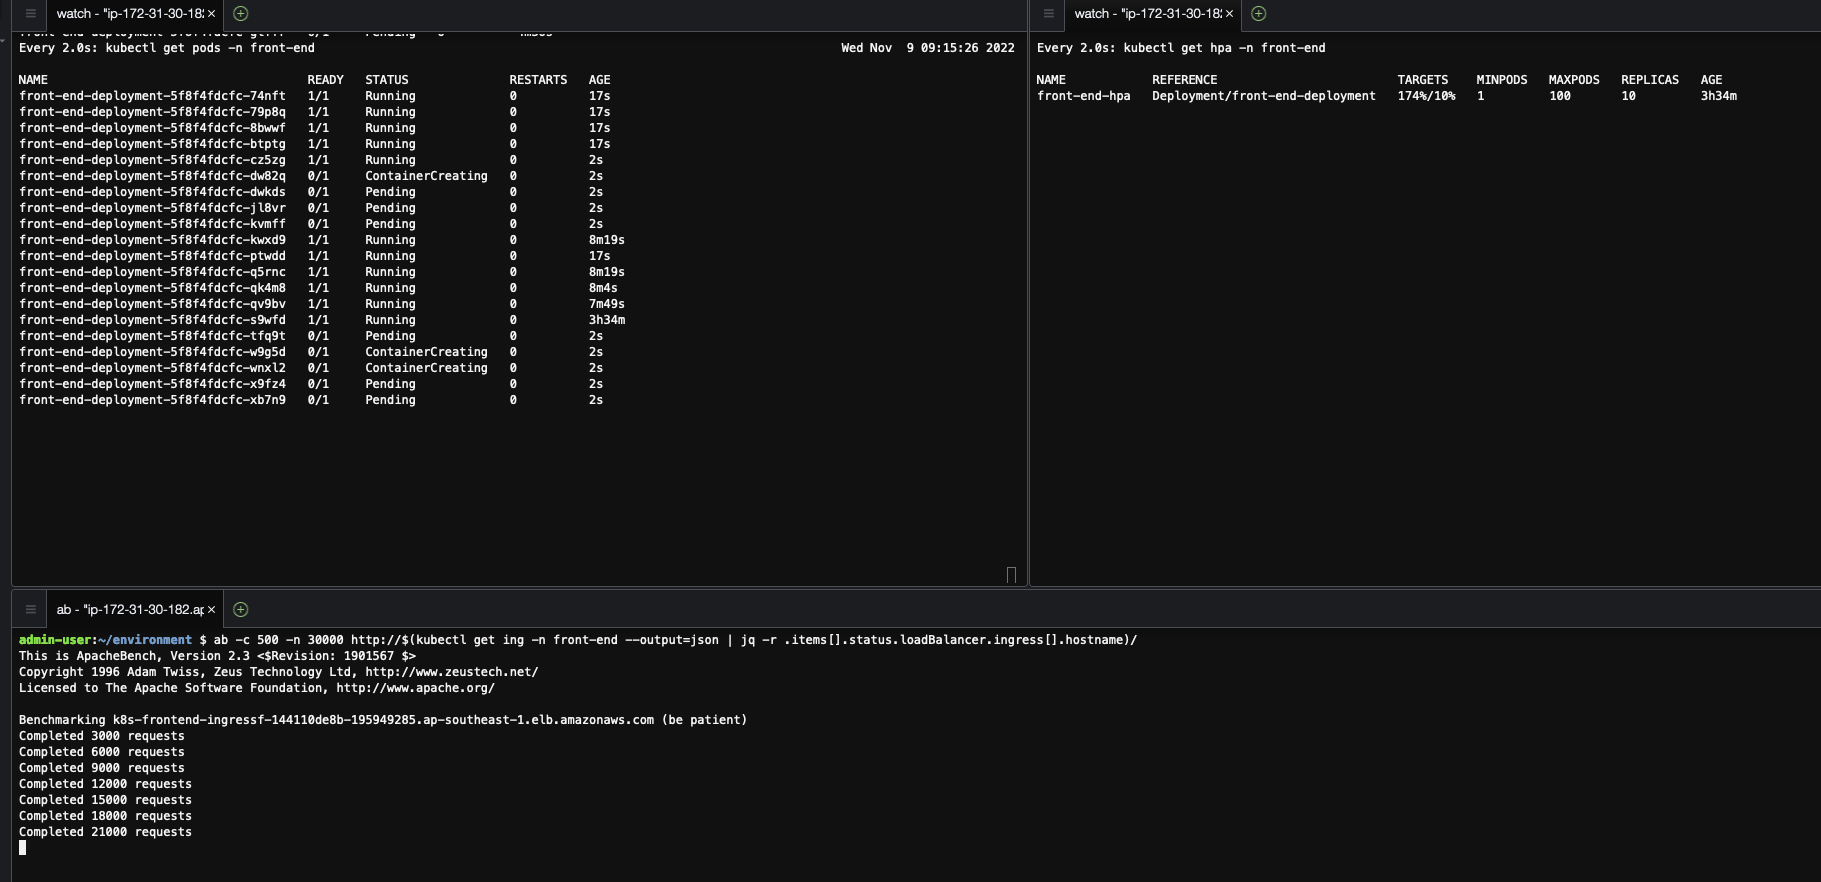 watch - "ip-172-31-30-18
Every 2.0s: kubectl get pods -n front-end Wed Nov  9 09:15:26 2022
NAME READY STATUS RESTARTS AGE
front-end-deployment-5f8f4fdcfc-74nft 1/1 Running 0 17s
front-end-deployment-5f8f4fdcfc-79p8q 1/1 Running 0 17s
front-end-deployment-5f8f4fdcfc-8bwwf 1/1 Running 0 17s
front-end-deployment-5f8f4fdcfc-btptg 1/1 Running 0 17s
front-end-deployment-5f8f4fdcfc-cz5zg 1/1 Running 0 2s
front-end-deployment-5f8f4fdcfc-dw82q 0/1 ContainerCreating 0 2s
front-end-deployment-5f8f4fdcfc-dwkds 0/1 Pending 0 2s
front-end-deployment-5f8f4fdcfc-jl8vr 0/1 Pending 0 2s
front-end-deployment-5f8f4fdcfc-kvmff 0/1 Pending 0 2s
front-end-deployment-5f8f4fdcfc-kwxd9 1/1 Running 0 8m19s
front-end-deployment-5f8f4fdcfc-ptwdd 1/1 Running 0 17s
front-end-deployment-5f8f4fdcfc-q5rnc 1/1 Running 0 8m19s
front-end-deployment-5f8f4fdcfc-qk4m8 1/1 Running 0 8m4s
front-end-deployment-5f8f4fdcfc-qv9bv 1/1 Running 0 7m49s
front-end-deployment-5f8f4fdcfc-s9wfd 1/1 Running 0 3h34m
front-end-deployment-5f8f4fdcfc-tfq9t 0/1 Pending 0 2s
front-end-deployment-5f8f4fdcfc-w9g5d 0/1 ContainerCreating 0 2s
front-end-deployment-5f8f4fdcfc-wnxl2 0/1 ContainerCreating 0 2s
front-end-deployment-5f8f4fdcfc-x9fz4 0/1 Pending 0 2s
front-end-deployment-5f8f4fdcfc-xb7n9 0/1 Pending 0 2s
watch - "ip-172-31-30-18
Every 2.0s: kubectl get hpa -n front-end
NAME REFERENCE TARGETS MINPODS MAXPODS REPLICAS AGE
front-end-hpa Deployment/front-end-deployment 174%/10% 1 100 10 3h34m
ab - "ip-172-31-30-182.ap
admin-user:~/environment $ ab -c 500 -n 30000 http://$(kubectl get ing -n front-end --output=json | jq -r .items[].status.loadBalancer.ingress[].hostname)/
This is ApacheBench, Version 2.3 <$Revision: 1901567 $>
Copyright 1996 Adam Twiss, Zeus Technology Ltd, http://www.zeustech.net/
Licensed to The Apache Software Foundation, http://www.apache.org/
Benchmarking k8s-frontend-ingressf-144110de8b-195949285.ap-southeast-1.elb.amazonaws.com (be patient)
Completed 3000 requests
Completed 6000 requests
Completed 9000 requests
Completed 12000 requests
Completed 15000 requests
Completed 18000 requests
Completed 21000 requests